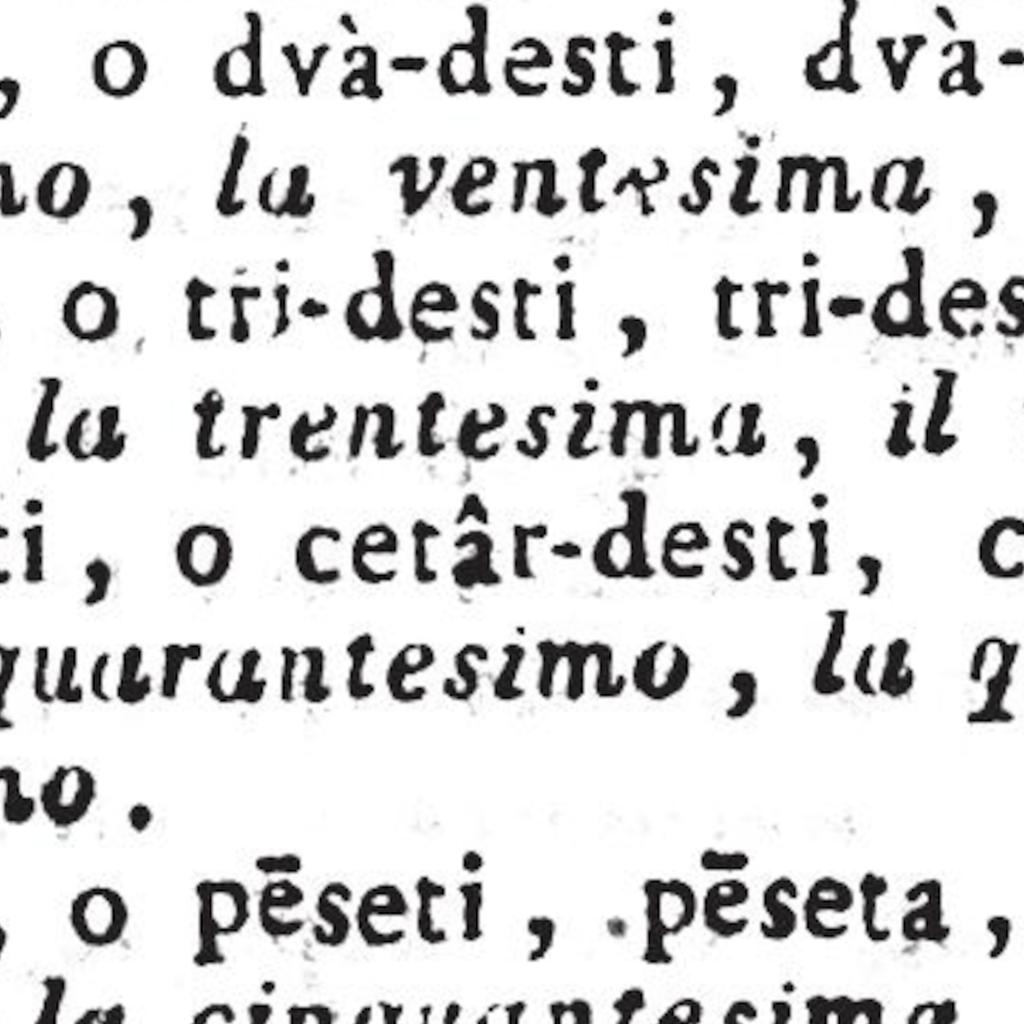 , o dvà-desti, dvà-
no, la ventesima,
o tri-desti, tri-des
la trentesima, il
ti, o cetâr-desti, c
quarantesimo, la q
no.
, o pēseti, pēseta,
la cinquantesima